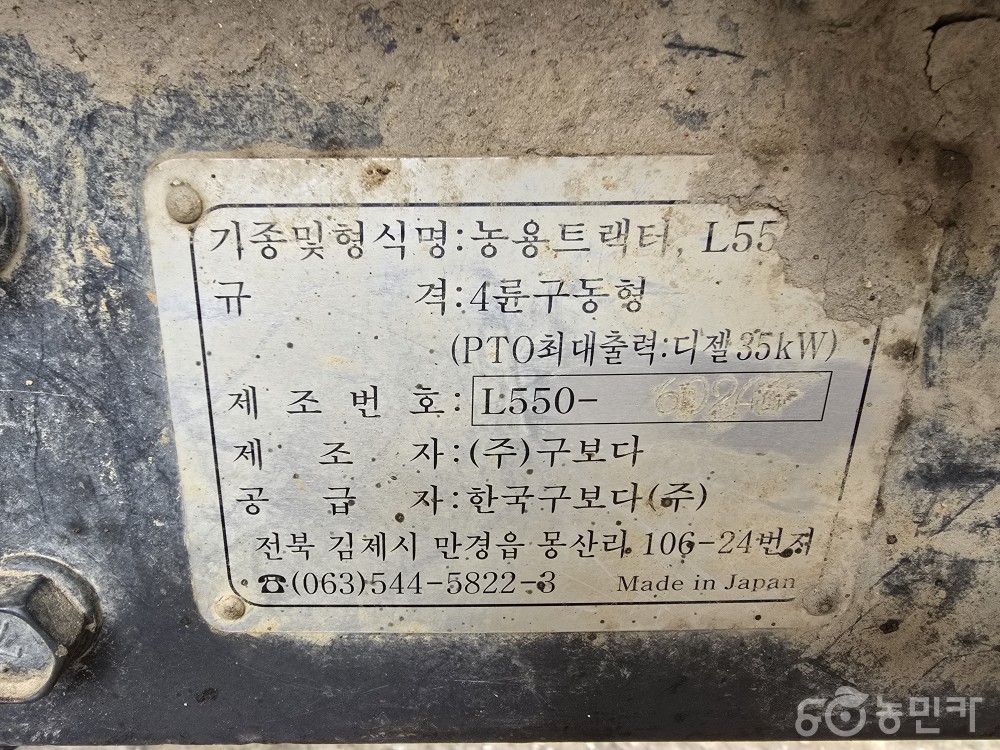 기종및형식명:농용트랙터, L55
규 격:4륜구동형
(PTO최대출력:디젤35kW)
제 조 번 호: L550-
제 조 자:(주)구보다
공 급 자:한국구보다(주)
전북 김제시 만경읍 몽산리 106-24번지
☎(063)544-5822~3 Made in Japan
농민카